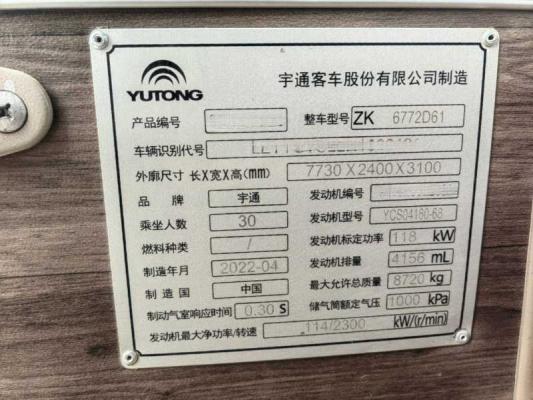 YUTONG
宇通客车股份有限公司制造
产品编号 整车型号 ZK 6772D61
车辆识别代号
外廓尺寸 长X宽X高(mm) 7730X2400X3100
品牌 宇通 发动机编号
乘坐人数 30 发动机型号 YCS04180-68
燃料种类 / 发动机标定功率 118 kW
制造年月 2022-04 发动机排量 4156 mL
制造国 中国 最大允许总质量 8720 kg
制动气室响应时间 0.30 S 储气筒额定气压 1000 kPa
发动机最大净功率/转速 114/2300 kW/(r/min)